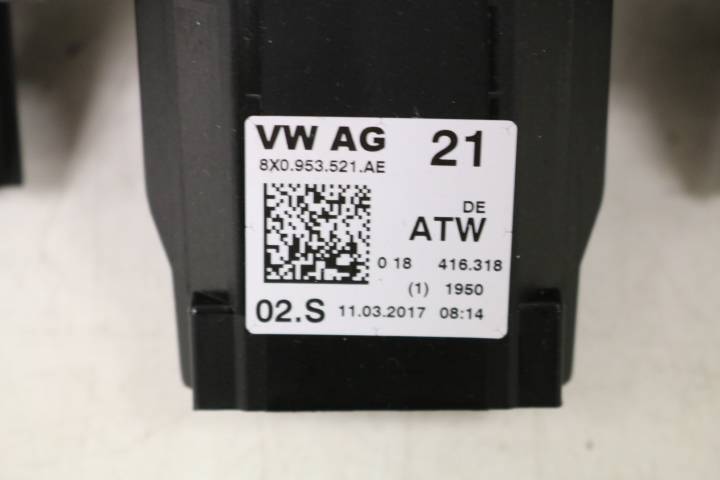 VW AG 21
8X0.953.521.AE
DE
ATW
0 18 416.318
(1) 1950
02.S 11.03.2017 08:14